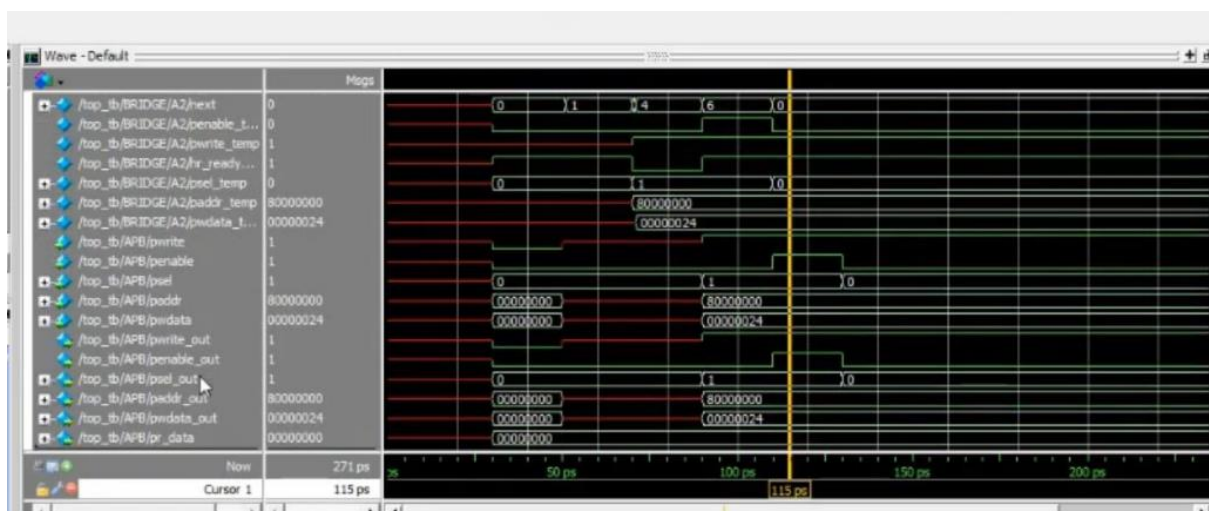 Wave - Default
Msgs
/top_tb/BRIDGE/A2/next 0 0 1 4 6 0
/top_tb/BRIDGE/A2/penable_t... 0
/top_tb/BRIDGE/A2/pwrite_temp 1
/top_tb/BRIDGE/A2/hr_ready... 1
/top_tb/BRIDGE/A2/psel_temp 0 0 1 0
/top_tb/BRIDGE/A2/paddr_temp 80000000 80000000
/top_tb/BRIDGE/A2/pwdata_t... 00000024 00000024
/top_tb/APB/pwrite 1
/top_tb/APB/penable 1
/top_tb/APB/psel 1 0 1 0
/top_tb/APB/paddr 80000000 00000000 80000000
/top_tb/APB/pwdata 00000024 00000000 00000024
/top_tb/APB/pwrite_out 1
/top_tb/APB/penable_out 1
/top_tb/APB/psel_out 1 0 1 0
/top_tb/APB/paddr_out 80000000 00000000 80000000
/top_tb/APB/pwdata_out 00000024 00000000 00000024
/top_tb/APB/pr_data 00000000 00000000
Now 271 ps 50 ps 100 ps 150 ps 200 ps
Cursor 1 115 ps 115 ps